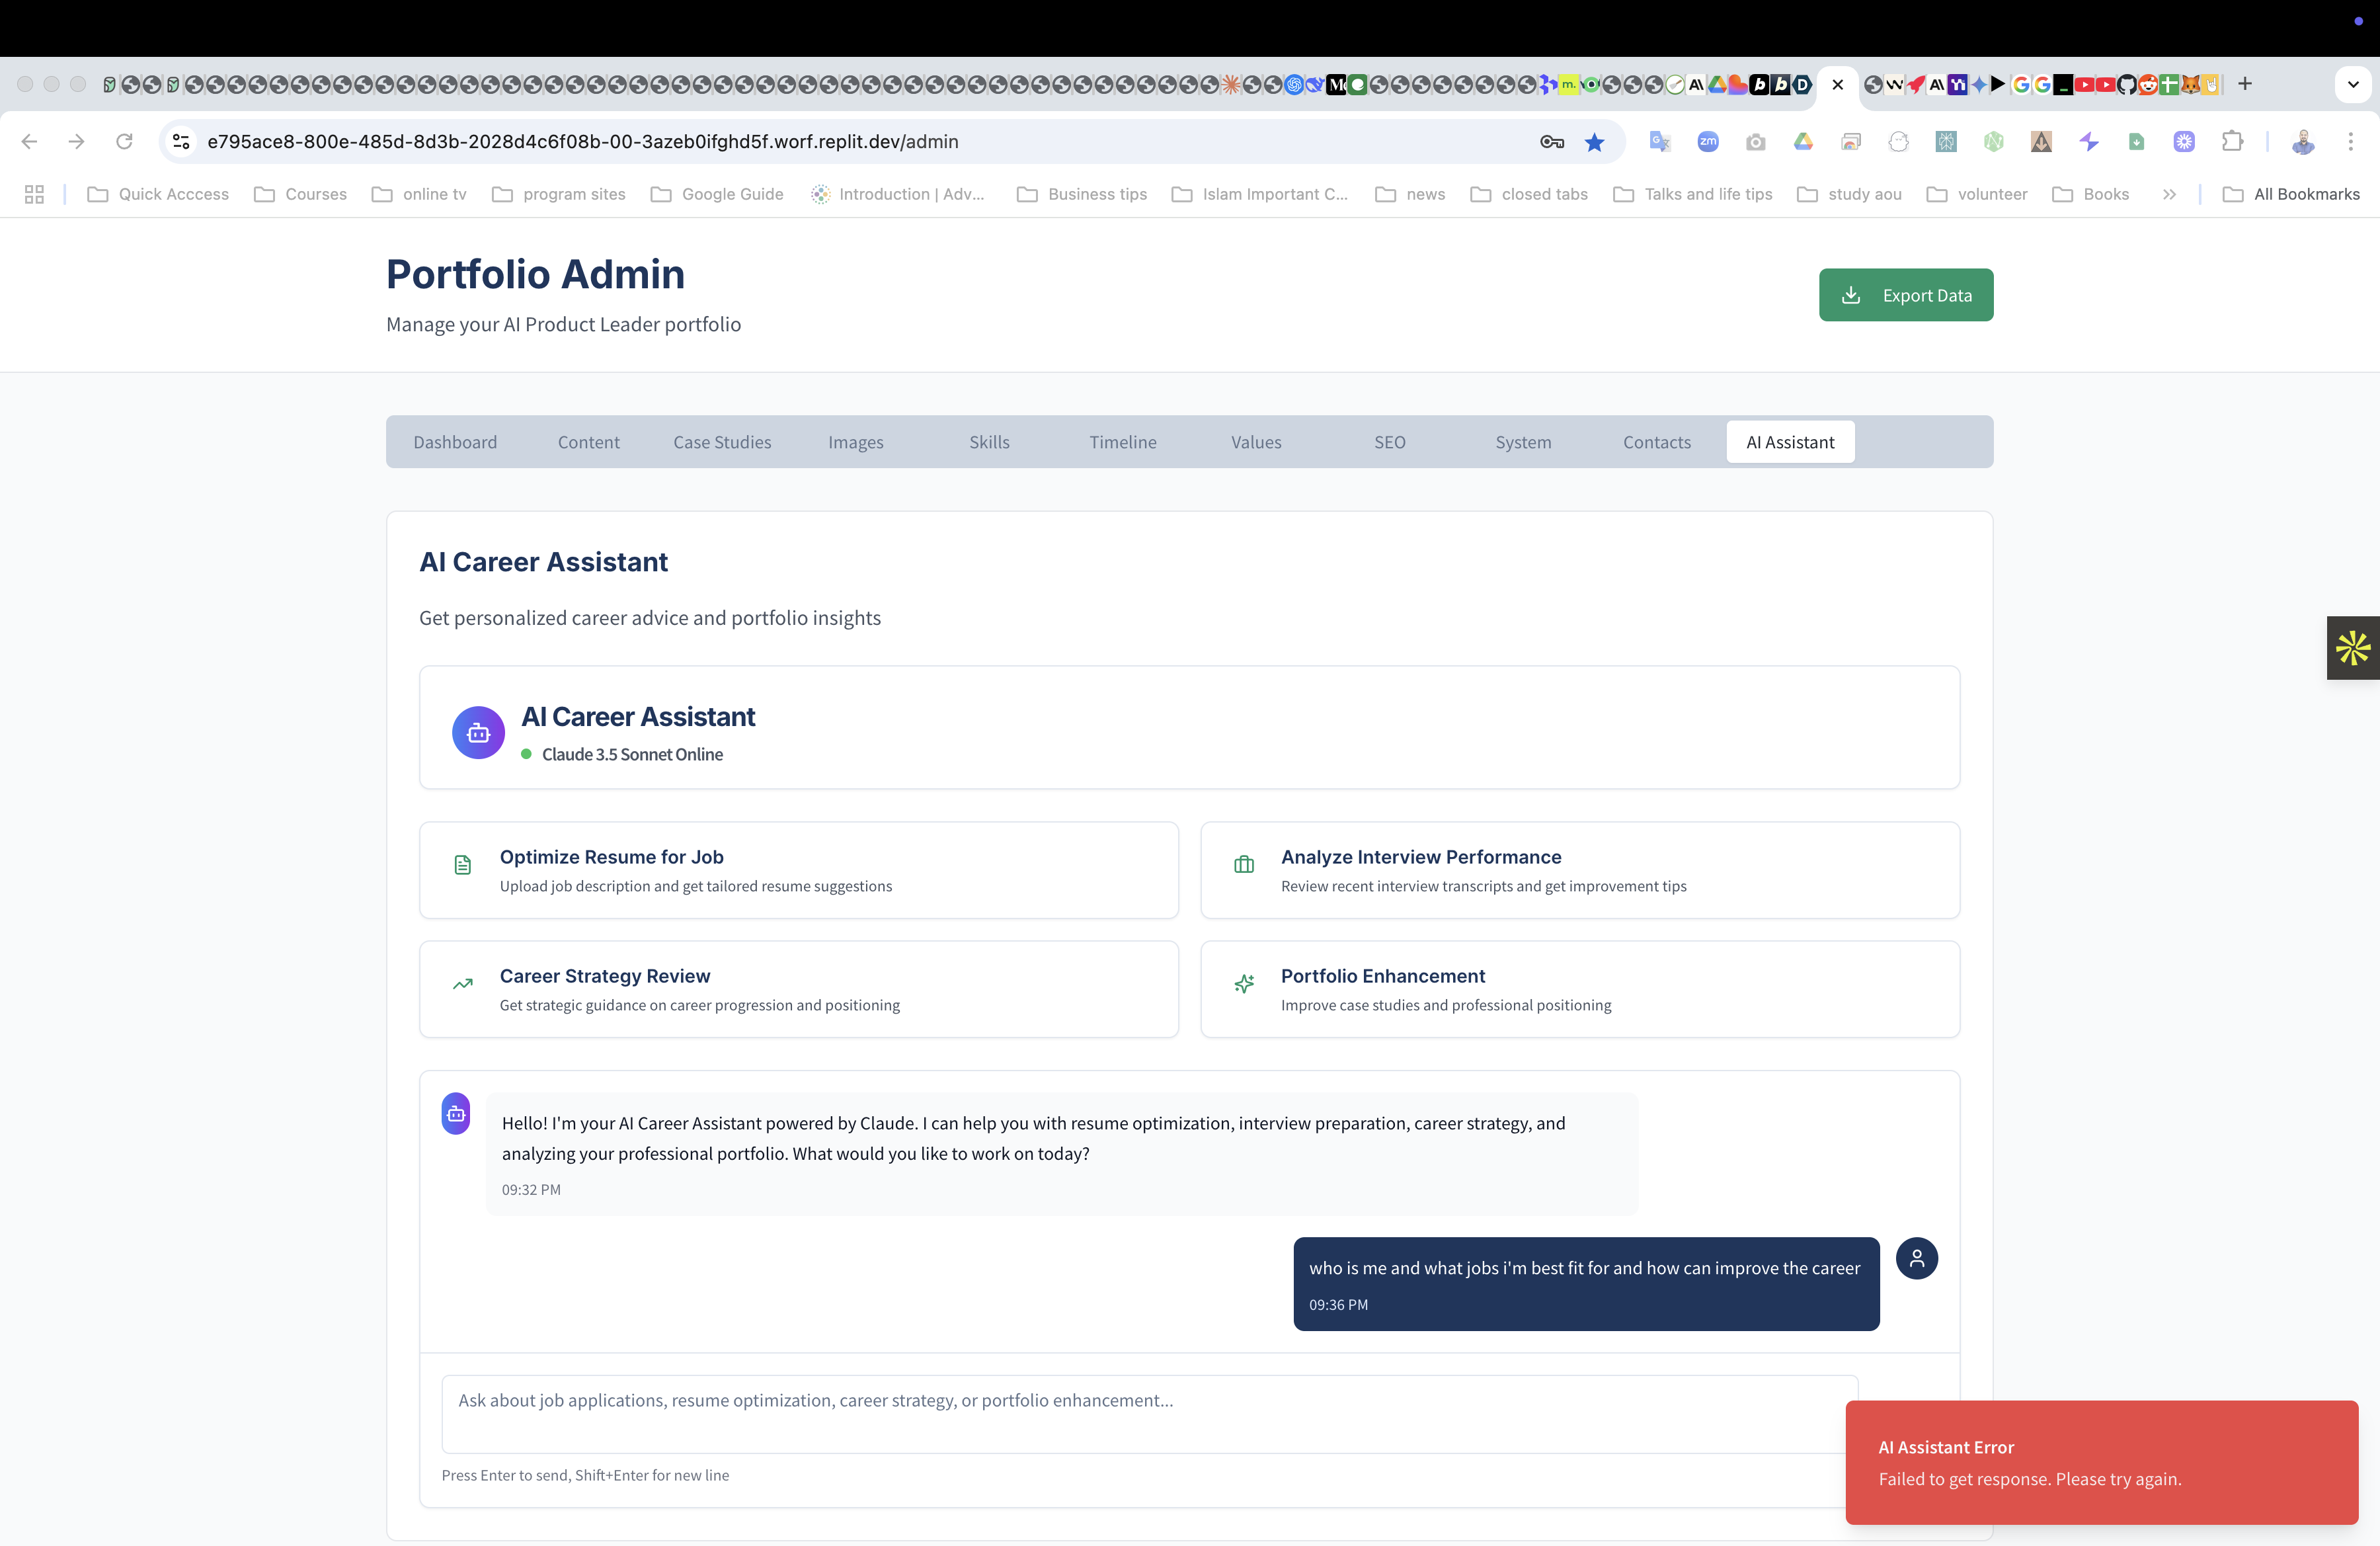 e795ace8-800e-485d-8d3b-2028d4c6f08b-00-3azeb0ifghd5f.worf.replit.dev/admin
Quick Acccess
Courses
online tv
program sites
Google Guide
Introduction | Adv...
Business tips
Islam Important C...
news
closed tabs
Talks and life tips
study aou
volunteer
Books
All Bookmarks
Portfolio Admin
Manage your AI Product Leader portfolio
Export Data
Dashboard
Content
Case Studies
Images
Skills
Timeline
Values
SEO
System
Contacts
AI Assistant
AI Career Assistant
Get personalized career advice and portfolio insights
AI Career Assistant
Claude 3.5 Sonnet Online
Optimize Resume for Job
Upload job description and get tailored resume suggestions
Analyze Interview Performance
Review recent interview transcripts and get improvement tips
Career Strategy Review
Get strategic guidance on career progression and positioning
Portfolio Enhancement
Improve case studies and professional positioning
Hello! I'm your AI Career Assistant powered by Claude. I can help you with resume optimization, interview preparation, career strategy, and
analyzing your professional portfolio. What would you like to work on today?
09:32 PM
who is me and what jobs i'm best fit for and how can improve the career
09:36 PM
Ask about job applications, resume optimization, career strategy, or portfolio enhancement...
Press Enter to send, Shift+Enter for new line
AI Assistant Error
Failed to get response. Please try again.